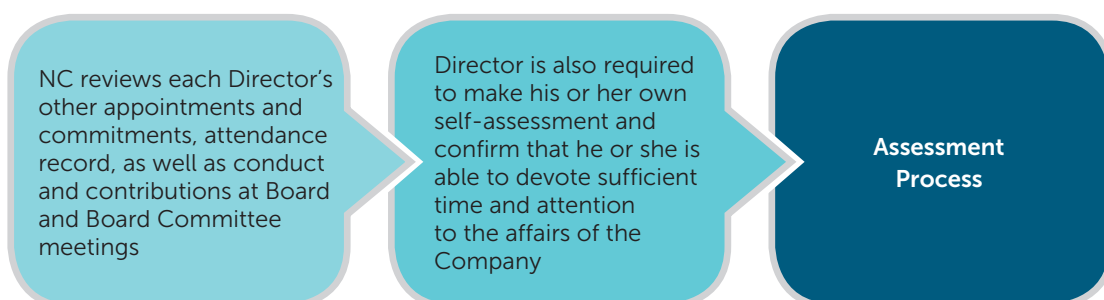 NC reviews each Director’s
other appointments and
commitments, attendance
record, as well as conduct
and contributions at Board
and Board Committee
meetings
Director is also required
to make his or her own
self-assessment and
confirm that he or she is
able to devote sufficient
time and attention
to the affairs of the
Company
Assessment
Process